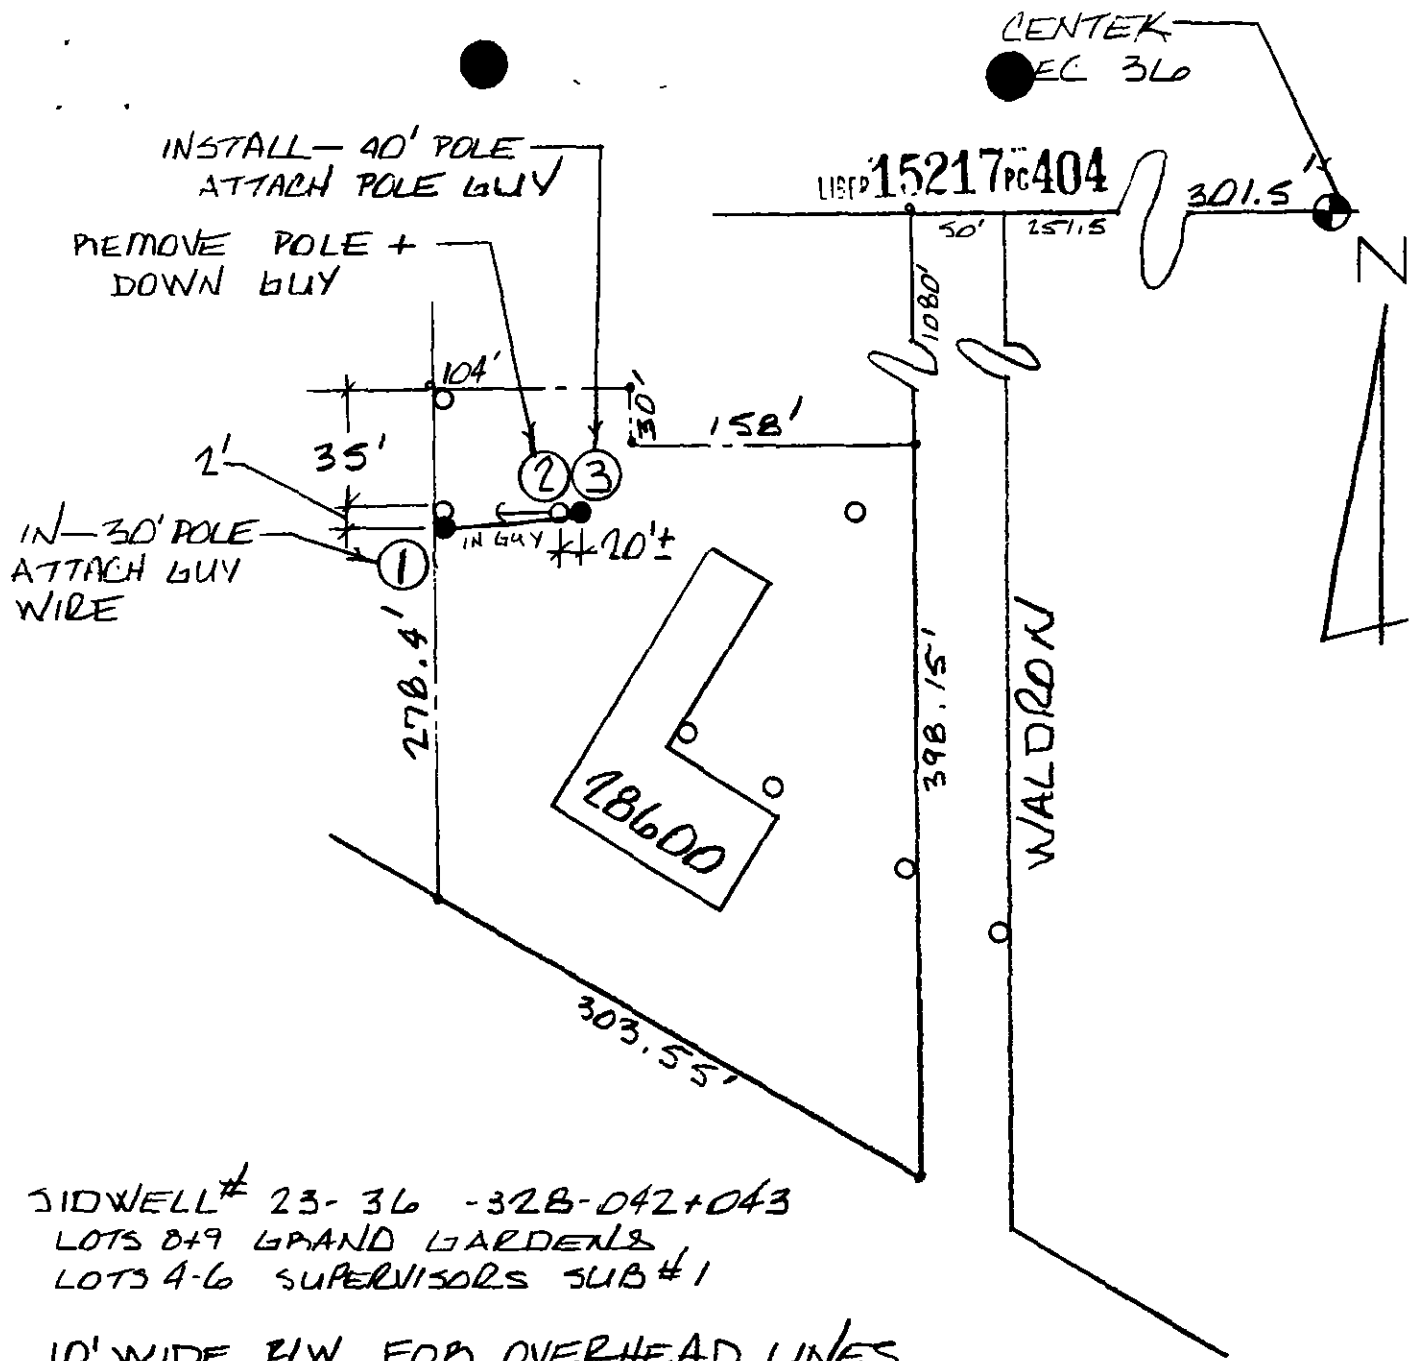 CENTER
EC 36
INSTALL— 40' POLE
ATTACH POLE GUY
LIBER 15217 PG 404
301.5'
50' 251.5
REMOVE POLE +
DOWN GUY
N
1080'
104'
30'
158'
35'
2'
2 3
IN—30' POLE
ATTACH GUY
WIRE
IN GUY
20'±
1
278.4'
398.15'
WALDRON
28600
303.55'
SIDWELL# 23-36 -328-042+043
LOTS 8+9 GRAND GARDENS
LOTS 4-6 SUPERVISORS SUB #1
10' WIDE R/W FOR OVERHEAD LINES